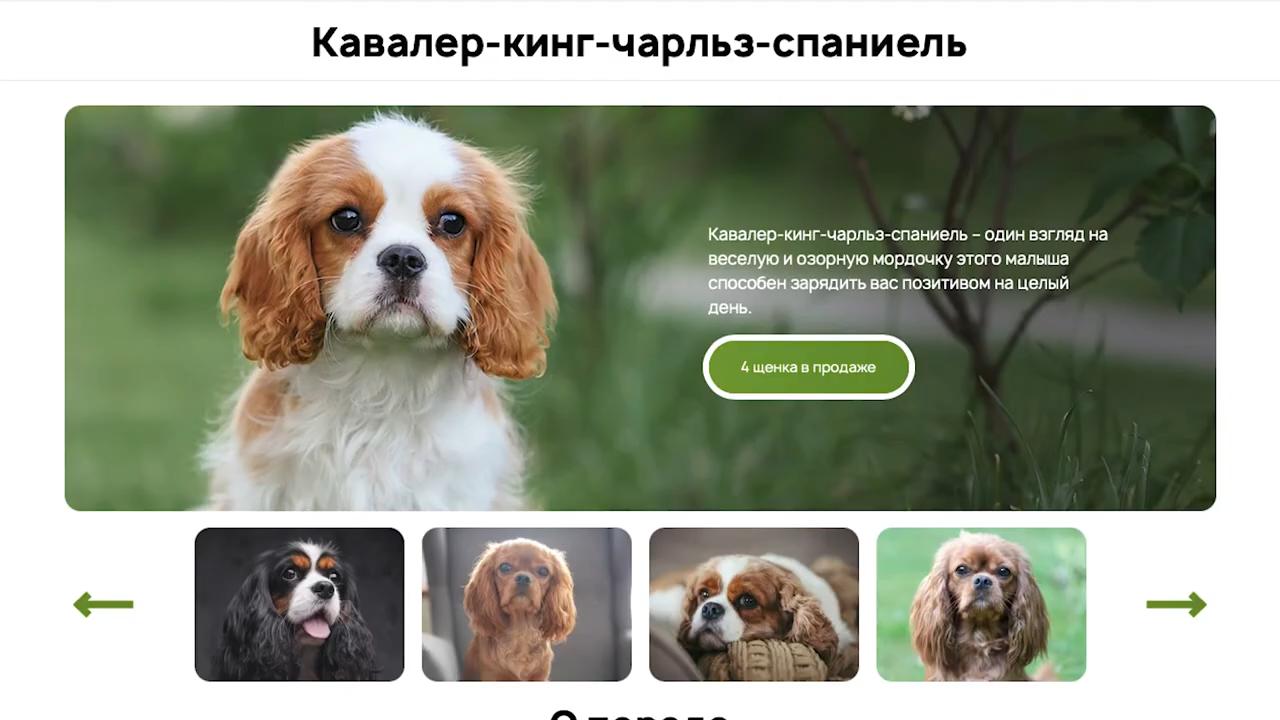 Кавалер-кинг-чарльз-спаниель
Кавалер-кинг-чарльз-спаниель – один взгляд на
веселую и озорную мордочку этого малыша
способен зарядить вас позитивом на целый
день.
4 щенка в продаже
О породе